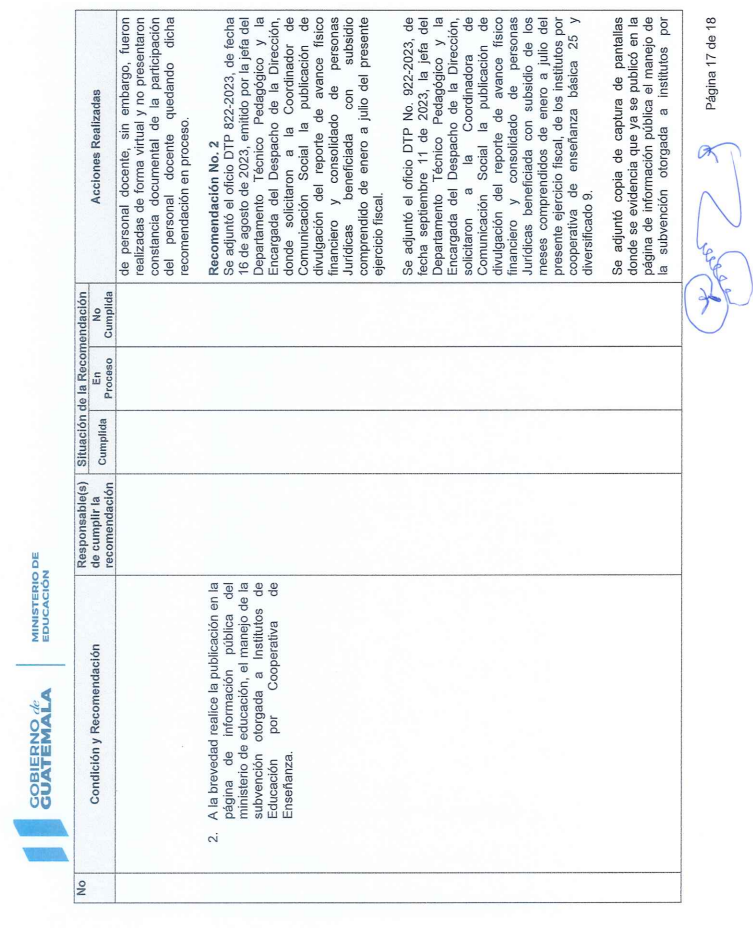 GOBIERNO de
GUATEMALA
MINISTERIO DE
EDUCACIÓN
No
Condición y Recomendación
Responsable(s)
de cumplir la
recomendación
Situación de la Recomendación
Cumplida
En
Proceso
No
Cumplida
Acciones Realizadas
de personal docente, sin embargo, fueron
realizadas de forma virtual y no presentaron
constancia documental de la participación
del personal docente quedando dicha
recomendación en proceso.
2. A la brevedad realice la publicación en la
página de información pública del
ministerio de educación, el manejo de la
subvención otorgada a Institutos de
Educación por Cooperativa de
Enseñanza.
Recomendación No. 2
Se adjuntó el oficio DTP 822-2023, de fecha
16 de agosto de 2023, emitido por la jefa del
Departamento Técnico Pedagógico y la
Encargada del Despacho de la Dirección,
donde solicitaron a la Coordinador de
Comunicación Social la publicación de
divulgación del reporte de avance físico
financiero y consolidado de personas
Jurídicas beneficiada con subsidio
comprendido de enero a julio del presente
ejercicio fiscal.
Se adjuntó el oficio DTP No. 922-2023, de
fecha septiembre 11 de 2023, la jefa del
Departamento Técnico Pedagógico y la
Encargada del Despacho de la Dirección,
solicitaron a la Coordinadora de
Comunicación Social la publicación de
divulgación del reporte de avance físico
financiero y consolidado de personas
Jurídicas beneficiada con subsidio de los
meses comprendidos de enero a julio del
presente ejercicio fiscal, de los institutos por
cooperativa de enseñanza básica 25 y
diversificado 9.
Se adjuntó copia de captura de pantallas
donde se evidencia que ya se publicó en la
página de información pública el manejo de
la subvención otorgada a institutos por
Página 17 de 18